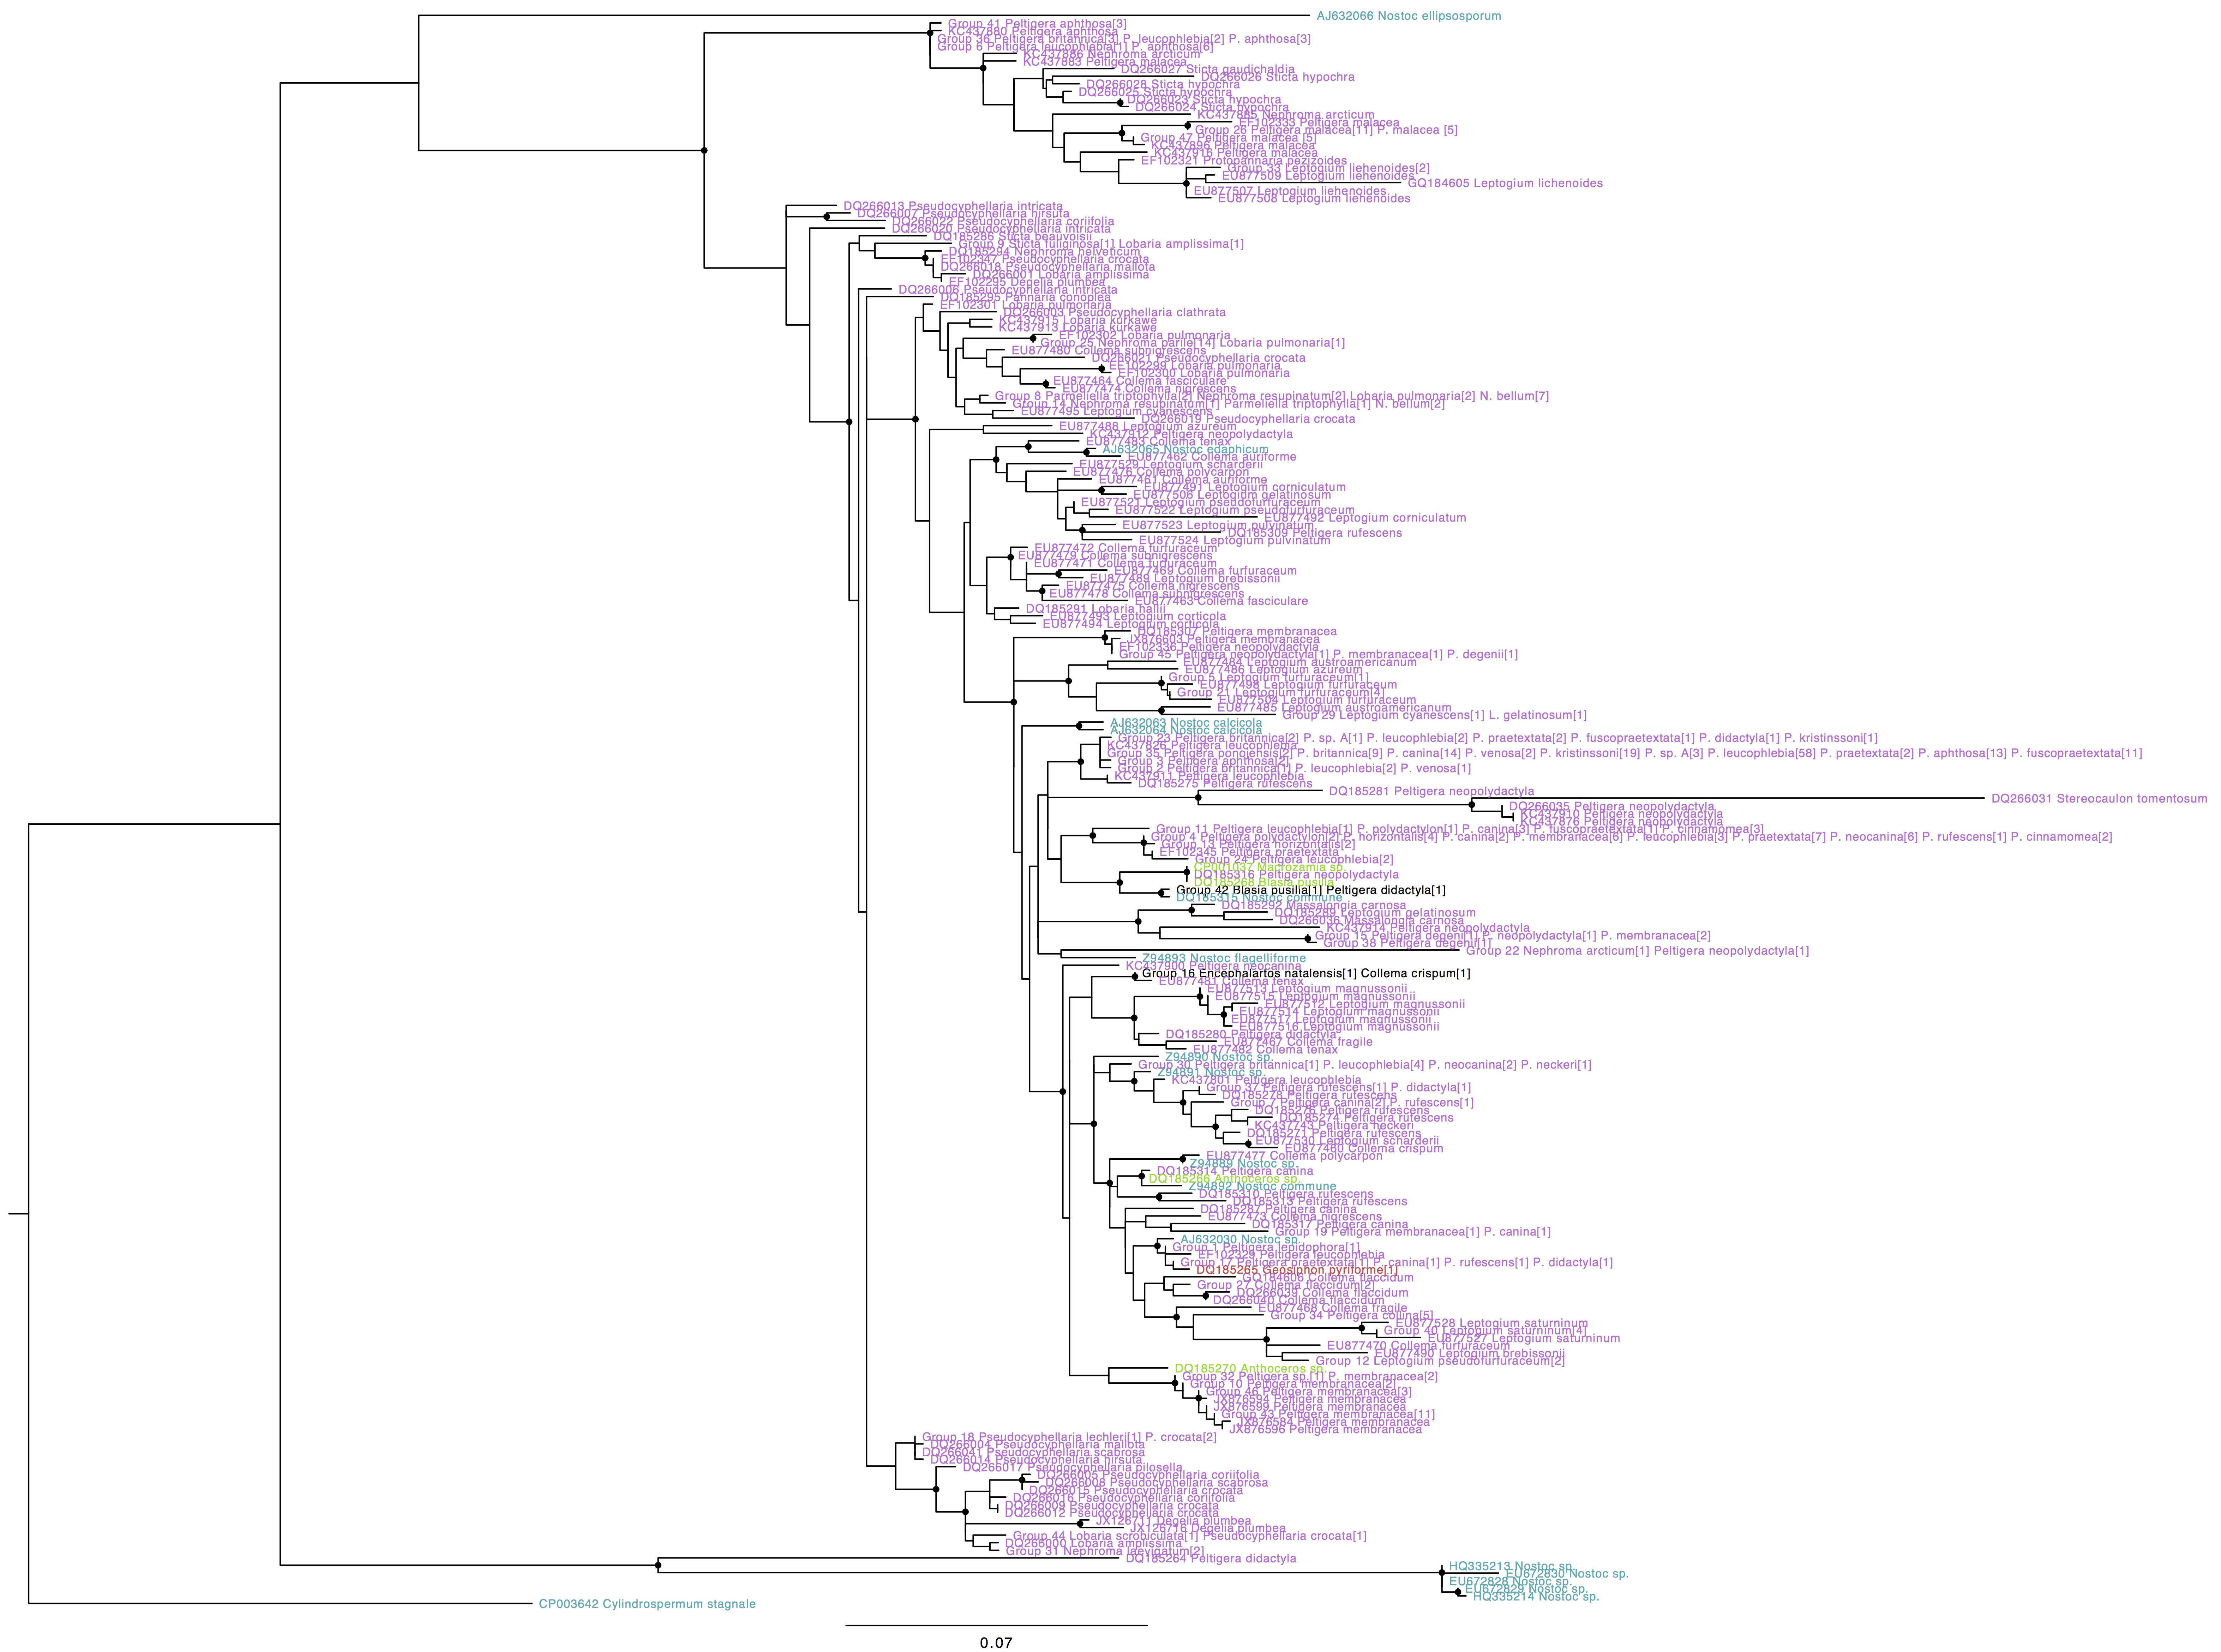 AJ632066 Nostoc ellipsosporum
Group 41 Peltigera aphthosa[3]
KC437880 Peltigera aphthosa
Group 36 Peltigera britannica[3] P. leucophlebia[2] P. aphthosa[3]
Group 6 Peltigera leucophlebia[1] P. aphthosa[6]
KC437886 Nephroma arcticum
KC437883 Peltigera malacea
DQ266027 Sticta gaudichaldia
DQ266026 Sticta hypochra
DQ266028 Sticta hypochra
DQ266025 Sticta hypochra
DQ266023 Sticta hypochra
DQ266024 Sticta hypochra
KC437885 Nephroma arcticum
EF102333 Peltigera malacea
Group 26 Peltigera malacea[11] P. malacea [5]
Group 47 Peltigera malacea [5]
KC437896 Peltigera malacea
KC437916 Peltigera malacea
EF102321 Protopannaria pezizoides
Group 33 Leptogium liehenoides[2]
EU877509 Leptogium liehenoides
GQ184605 Leptogium lichenoides
EU877507 Leptogium liehenoides
EU877508 Leptogium liehenoides
DQ266013 Pseudocyphellaria intricata
DQ266007 Pseudocyphellaria hirsuta
DQ266022 Pseudocyphellaria coriifolia
DQ266020 Pseudocyphellaria intricata
DQ185286 Sticta beauvoisii
Group 9 Sticta fuliginosa[1] Lobaria amplissima[1]
DQ185294 Nephroma helveticum
EF102347 Pseudocyphellaria crocata
DQ266018 Pseudocyphellaria mallota
DQ266001 Lobaria amplissima
EF102295 Degelia plumbea
DQ266006 Pseudocyphellaria intricata
DQ185295 Pannaria conoplea
EF102301 Lobaria pulmonaria
DQ266003 Pseudocyphellaria clathrata
KC437915 Lobaria kurkawe
KC437913 Lobaria kurkawe
EF102302 Lobaria pulmonaria
Group 25 Nephroma parile[14] Lobaria pulmonaria[1]
EU877480 Collema subnigrescens
DQ266021 Pseudocyphellaria crocata
EF102299 Lobaria pulmonaria
EF102300 Lobaria pulmonaria
EU877464 Collema fasciculare
EU877474 Collema nigrescens
Group 8 Parmeliella triptophylla[2] Nephroma resupinatum[2] Lobaria pulmonaria[2] N. bellum[7]
Group 14 Nephroma resupinatum[1] Parmeliella triptophylla[1] N. bellum[2]
EU877495 Leptogium cyanescens
DQ266019 Pseudocyphellaria crocata
EU877488 Leptogium azureum
KC437912 Peltigera neopolydactyla
EU877483 Collema tenax
AJ632065 Nostoc edaphicum
EU877462 Collema auriforme
EU877529 Leptogium scharderii
EU877476 Collema polycarpon
EU877461 Collema auriforme
EU877491 Leptogium corniculatum
EU877506 Leptogium gelatinosum
EU877521 Leptogium pseudofurfuraceum
EU877522 Leptogium pseudofurfuraceum
EU877492 Leptogium corniculatum
EU877523 Leptogium pulvinatum
DQ185309 Peltigera rufescens
EU877524 Leptogium pulvinatum
EU877472 Collema furfuraceum
EU877479 Collema subnigrescens
EU877471 Collema furfuraceum
EU877469 Collema furfuraceum
EU877489 Leptogium brebissonii
EU877475 Collema nigrescens
EU877478 Collema subnigrescens
EU877463 Collema fasciculare
DQ185291 Lobaria hallii
EU877493 Leptogium corticola
EU877494 Leptogium corticola
DQ185307 Peltigera membranacea
JX876603 Peltigera membranacea
EF102336 Peltigera neopolydactyla
Group 45 Peltigera neopolydactyla[1] P. membranacea[1] P. degenii[1]
EU877484 Leptogium austroamericanum
EU877486 Leptogium azureum
Group 5 Leptogium furfuraceum[1]
EU877498 Leptogium furfuraceum
Group 21 Leptogium furfuraceum[4]
EU877504 Leptogium furfuraceum
EU877485 Leptogium austroamericanum
Group 29 Leptogium cyanescens[1] L. gelatinosum[1]
AJ632063 Nostoc calcicola
AJ632064 Nostoc calcicola
Group 23 Peltigera britannica[2] P. sp. A[1] P. leucophlebia[2] P. praetextata[2] P. fuscopraetextata[1] P. didactyla[1] P. kristinssoni[1]
KC437826 Peltigera leucophlebia
Group 35 Peltigera ponojensis[2] P. britannica[9] P. canina[14] P. venosa[2] P. kristinssoni[19] P. sp. A[3] P. leucophlebia[58] P. praetextata[2] P. aphthosa[13] P. fuscopraetextata[11]
Group 3 Peltigera aphthosa[2]
Group 2 Peltigera britannica[1] P. leucophlebia[2] P. venosa[1]
KC437911 Peltigera leucophlebia
DQ185275 Peltigera rufescens
DQ185281 Peltigera neopolydactyla
DQ266031 Stereocaulon tomentosum
DQ266035 Peltigera neopolydactyla
KC437910 Peltigera neopolydactyla
KC437876 Peltigera neopolydactyla
Group 11 Peltigera leucophlebia[1] P. polydactylon[1] P. canina[3] P. fuscopraetextata[1] P. cinnamomea[3]
Group 4 Peltigera polydactylon[2] P. horizontalis[4] P. canina[2] P. membranacea[6] P. leucophlebia[3] P. praetextata[7] P. neocanina[6] P. rufescens[1] P. cinnamomea[2]
Group 13 Peltigera horizontalis[2]
EF102345 Peltigera praetextata
Group 24 Peltigera leucophlebia[2]
CP001037 Macrozamia sp.
DQ185316 Peltigera neopolydactyla
DQ185268 Blasia pusilla
Group 42 Blasia pusilia[1] Peltigera didactyla[1]
DQ185315 Nostoc commune
DQ185292 Massalongia carnosa
DQ185289 Leptogium gelatinosum
DQ266036 Massalongia carnosa
KC437914 Peltigera neopolydactyla
Group 15 Peltigera degenii[1] P. neopolydactyla[1] P. membranacea[2]
Group 38 Peltigera degenii[1]
Group 22 Nephroma arcticum[1] Peltigera neopolydactyla[1]
Z94893 Nostoc flagelliforme
KC437900 Peltigera neocanina
Group 16 Encephalartos natalensis[1] Collema crispum[1]
EU877481 Collema tenax
EU877513 Leptogium magnussonii
EU877515 Leptogium magnussonii
EU877512 Leptogium magnussonii
EU877514 Leptogium magnussonii
EU877517 Leptogium magnussonii
EU877516 Leptogium magnussonii
DQ185280 Peltigera didactyla
EU877467 Collema fragile
EU877482 Collema tenax
Z94890 Nostoc sp.
Group 30 Peltigera britannica[1] P. leucophlebia[4] P. neocanina[2] P. neckeri[1]
Z94891 Nostoc sp.
KC437801 Peltigera leucophlebia
Group 37 Peltigera rufescens[1] P. didactyla[1]
DQ185278 Peltigera rufescens
Group 7 Peltigera canina[2] P. rufescens[1]
DQ185276 Peltigera rufescens
DQ185274 Peltigera rufescens
KC437743 Peltigera neckeri
DQ185271 Peltigera rufescens
EU877530 Leptogium scharderii
EU877460 Collema crispum
EU877477 Collema polycarpon
Z94889 Nostoc sp.
DQ185314 Peltigera canina
DQ185266 Anthoceros sp.
Z94892 Nostoc commune
DQ185310 Peltigera rufescens
DQ185313 Peltigera rufescens
DQ185287 Peltigera canina
EU877473 Collema nigrescens
DQ185317 Peltigera canina
Group 19 Peltigera membranacea[1] P. canina[1]
AJ632030 Nostoc sp.
Group 1 Peltigera lepidophora[1]
EF102329 Peltigera leucophlebia
Group 17 Peltigera praetextata[1] P. canina[1] P. rufescens[1] P. didactyla[1]
DQ185265 Geosiphon pyriforme[1]
GQ184606 Collema flaccidum
Group 27 Collema flaccidum[2]
DQ266039 Collema flaccidum
DQ266040 Collema flaccidum
EU877468 Collema fragile
Group 34 Peltigera collina[5]
EU877528 Leptogium saturninum
Group 40 Leptogium saturninum[4]
EU877527 Leptogium saturninum
EU877470 Collema furfuraceum
EU877490 Leptogium brebissonii
Group 12 Leptogium pseudofurfuraceum[2]
DQ185270 Anthoceros sp.
Group 32 Peltigera sp.[1] P. membranacea[2]
Group 10 Peltigera membranacea[2]
Group 46 Peltigera membranacea[3]
JX876594 Peltigera membranacea
JX876599 Peltigera membranacea
Group 43 Peltigera membranacea[11]
JX876584 Peltigera membranacea
JX876596 Peltigera membranacea
Group 18 Pseudocyphellaria lechleri[1] P. crocata[2]
DQ266004 Pseudocyphellaria mallota
DQ266041 Pseudocyphellaria scabrosa
DQ266014 Pseudocyphellaria hirsuta
DQ266017 Pseudocyphellaria pilosella
DQ266005 Pseudocyphellaria coriifolia
DQ266008 Pseudocyphellaria scabrosa
DQ266015 Pseudocyphellaria crocata
DQ266016 Pseudocyphellaria coriifolia
DQ266009 Pseudocyphellaria crocata
DQ266012 Pseudocyphellaria crocata
JX126711 Degelia plumbea
JX126716 Degelia plumbea
Group 44 Lobaria scrobiculata[1] Pseudocyphellaria crocata[1]
DQ266000 Lobaria amplissima
Group 31 Nephroma laevigatum[2]
DQ185264 Peltigera didactyla
HQ335213 Nostoc sp.
EU672830 Nostoc sp.
EU672828 Nostoc sp.
EU672829 Nostoc sp.
HQ335214 Nostoc sp.
CP003642 Cylindrospermum stagnale
0.07